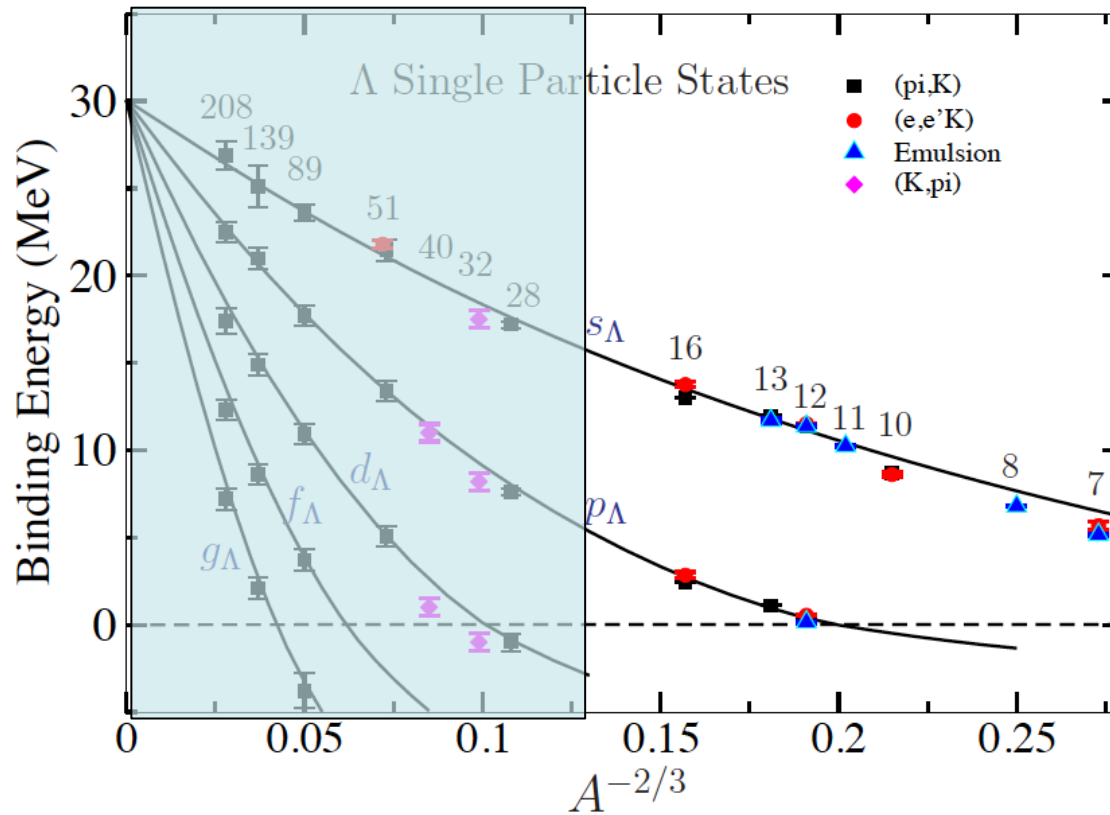 Λ Single Particle States
(pi,K)
(e,e'K)
Emulsion
(K,pi)
208
139
89
51
40
32
28
16
13
12
11
10
8
7
sΛ
pΛ
dΛ
fΛ
gΛ
Binding Energy (MeV)
30
20
10
0
0 0.05 0.1 0.15 0.2 0.25
A^{-2/3}